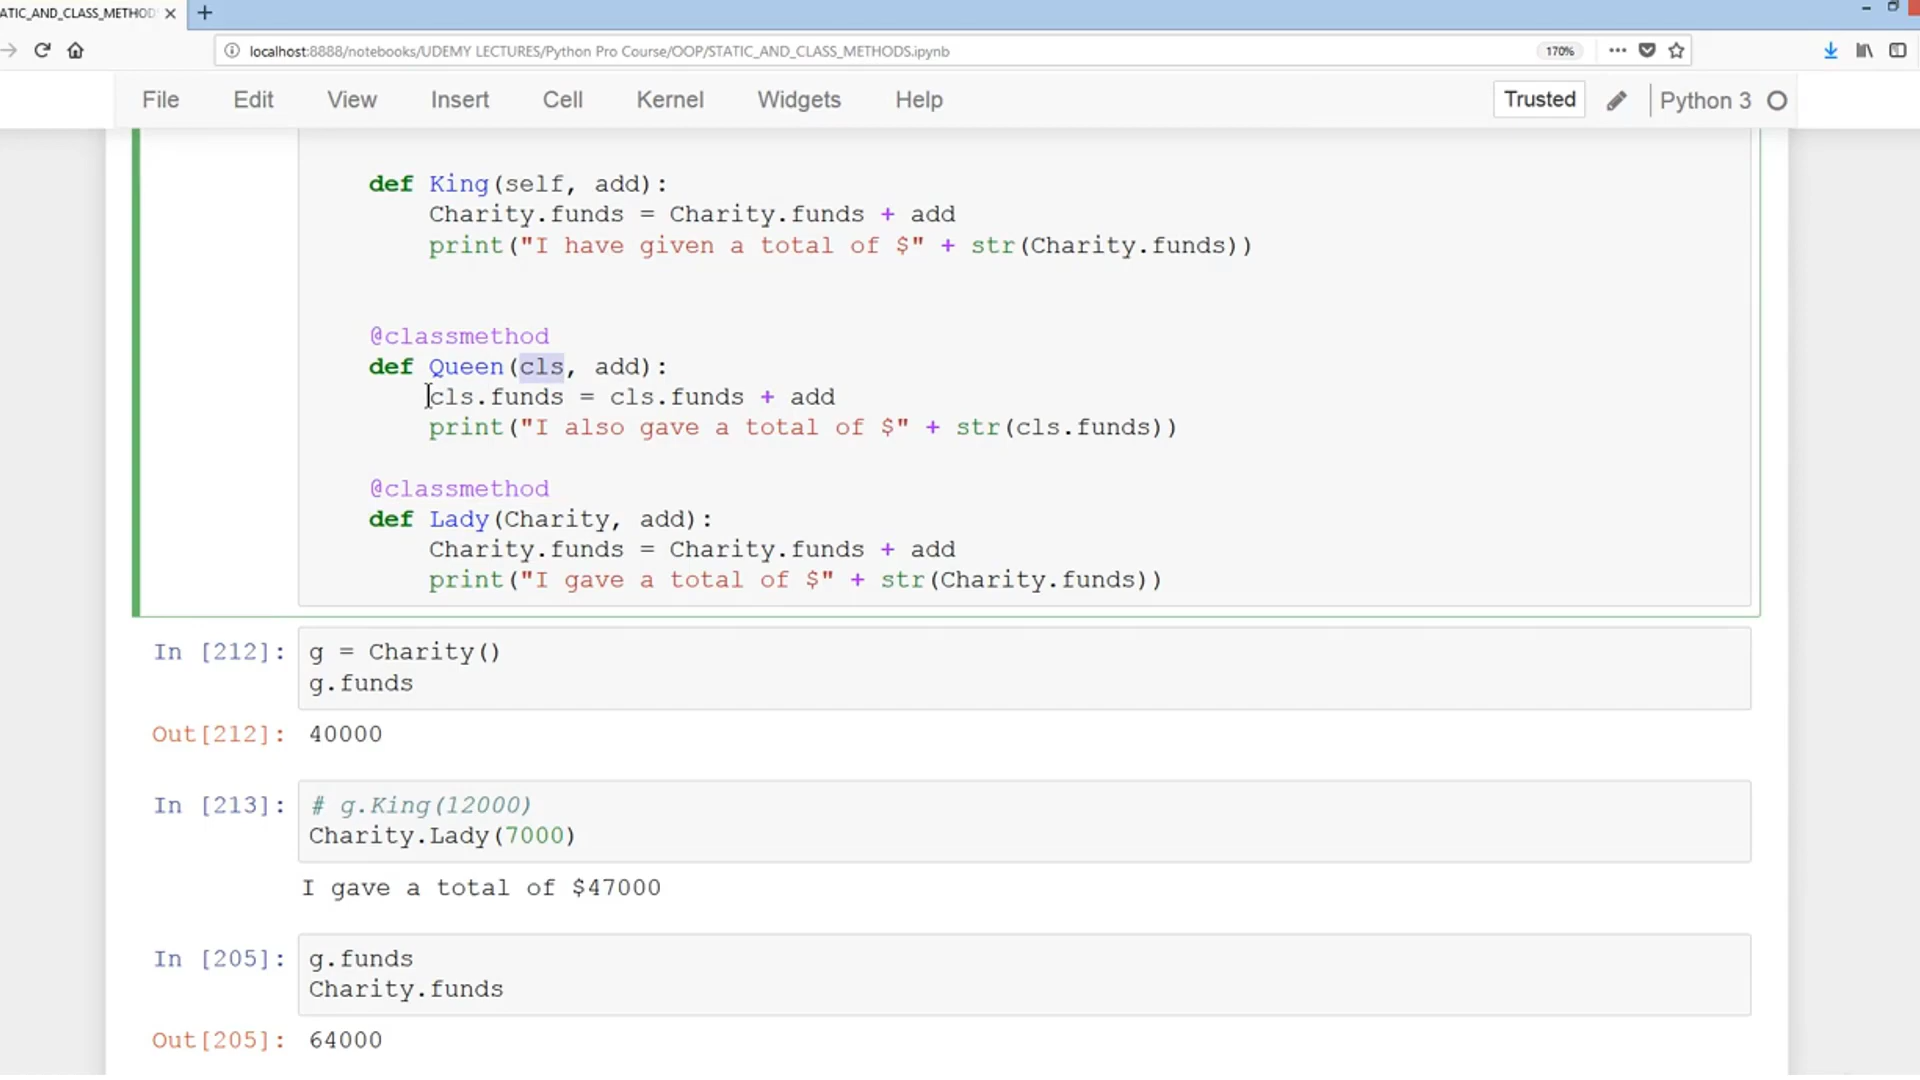 ATIC_AND_CLASS_METHOD
localhost:8888/notebooks/UDEMY LECTURES/Python Pro Course/OOP/STATIC_AND_CLASS_METHODS.ipynb
170%
File Edit View Insert Cell Kernel Widgets Help Trusted Python 3
def King(self, add):
Charity.funds = Charity.funds + add
print("I have given a total of $" + str(Charity.funds))
@classmethod
def Queen(cls, add):
cls.funds = cls.funds + add
print("I also gave a total of $" + str(cls.funds))
@classmethod
def Lady(Charity, add):
Charity.funds = Charity.funds + add
print("I gave a total of $" + str(Charity.funds))
In [212]: g = Charity()
g.funds
Out[212]: 40000
In [213]: # g.King(12000)
Charity.Lady(7000)
I gave a total of $47000
In [205]: g.funds
Charity.funds
Out[205]: 64000